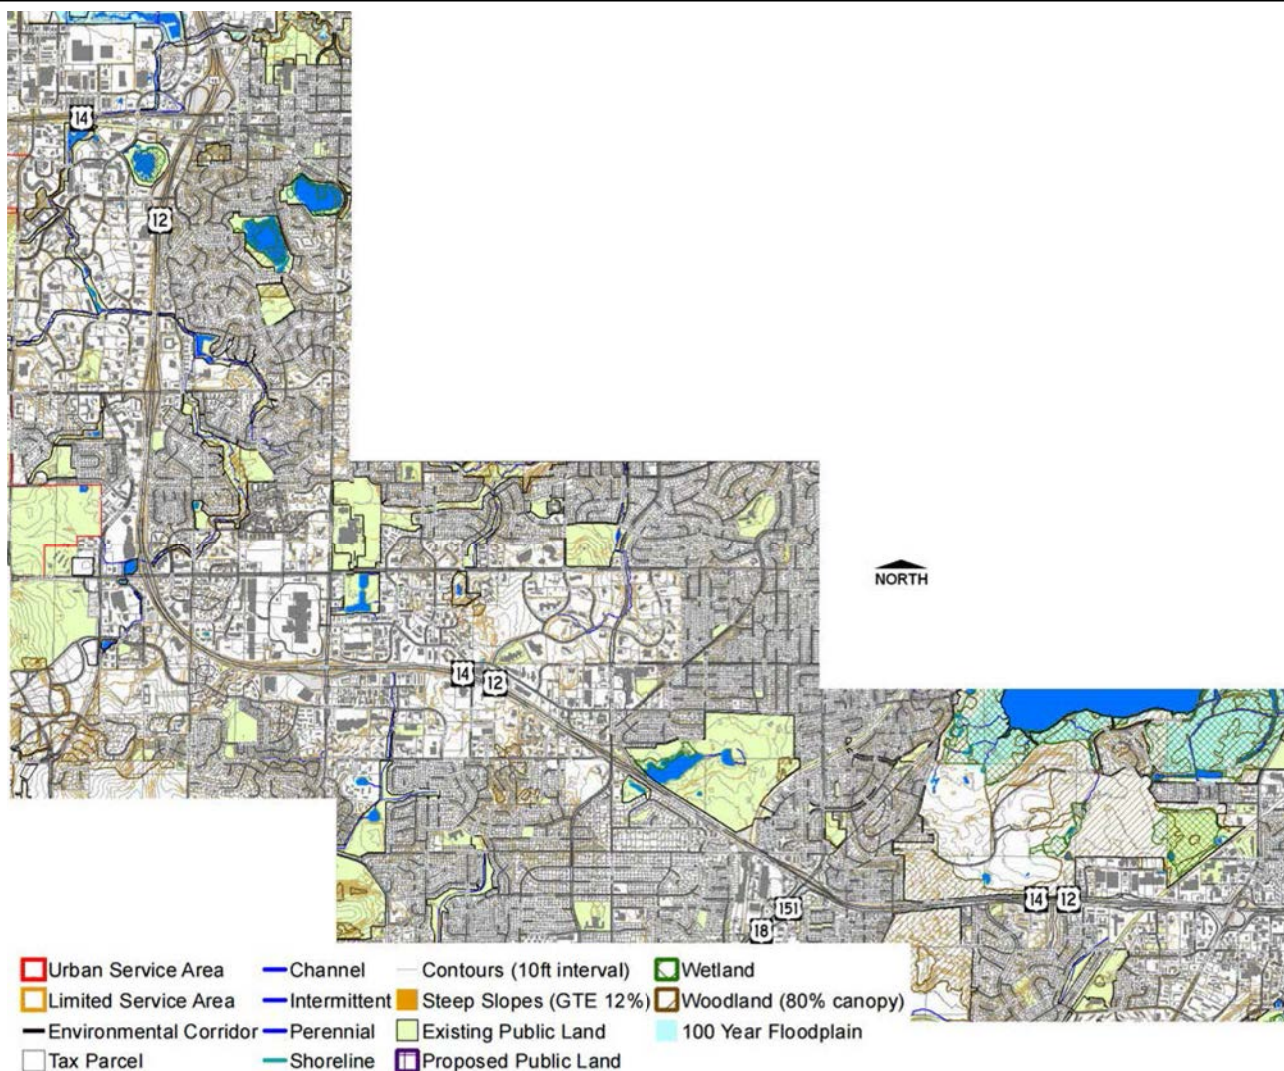 14
12
NORTH
14
12
14
12
151
18
Urban Service Area
Channel
Contours (10ft interval)
Wetland
Limited Service Area
Intermittent
Steep Slopes (GTE 12%)
Woodland (80% canopy)
Environmental Corridor
Perennial
Existing Public Land
100 Year Floodplain
Tax Parcel
Shoreline
Proposed Public Land